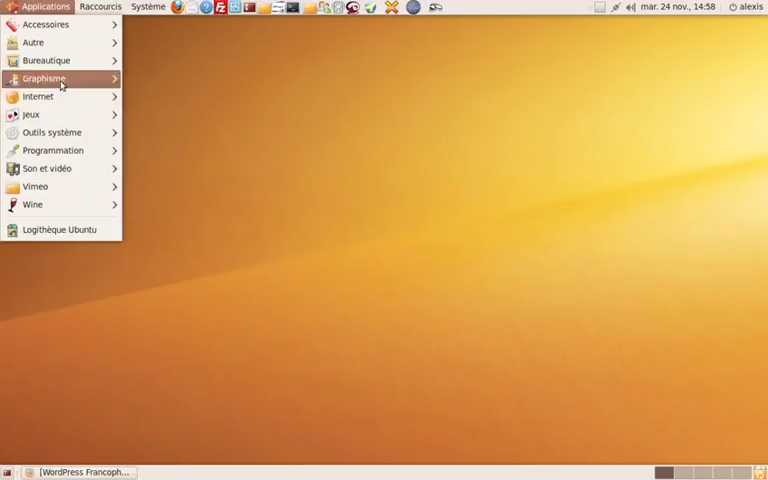 Applications Raccourcis Système mar. 24 nov., 14:58 alexis
Accessoires
Autre
Bureautique
Graphisme
Internet
Jeux
Outils système
Programmation
Son et vidéo
Vimeo
Wine
Logithèque Ubuntu
[WordPress Francoph...